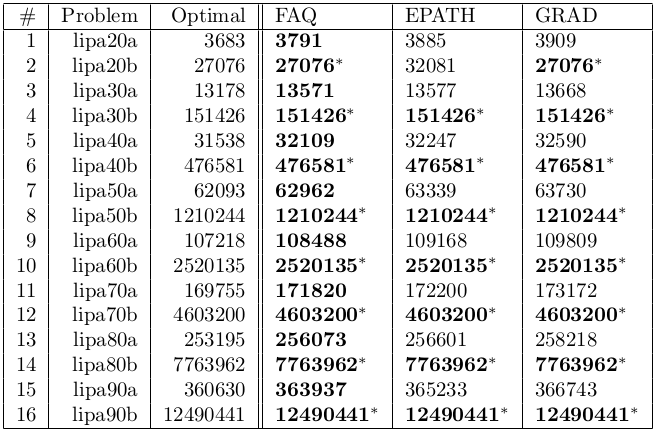 # Problem Optimal FAQ EPATH GRAD
1 lipa20a 3683 3791 3885 3909
2 lipa20b 27076 27076* 32081 27076*
3 lipa30a 13178 13571 13577 13668
4 lipa30b 151426 151426* 151426* 151426*
5 lipa40a 31538 32109 32247 32590
6 lipa40b 476581 476581* 476581* 476581*
7 lipa50a 62093 62962 63339 63730
8 lipa50b 1210244 1210244* 1210244* 1210244*
9 lipa60a 107218 108488 109168 109809
10 lipa60b 2520135 2520135* 2520135* 2520135*
11 lipa70a 169755 171820 172200 173172
12 lipa70b 4603200 4603200* 4603200* 4603200*
13 lipa80a 253195 256073 256601 258218
14 lipa80b 7763962 7763962* 7763962* 7763962*
15 lipa90a 360630 363937 365233 366743
16 lipa90b 12490441 12490441* 12490441* 12490441*